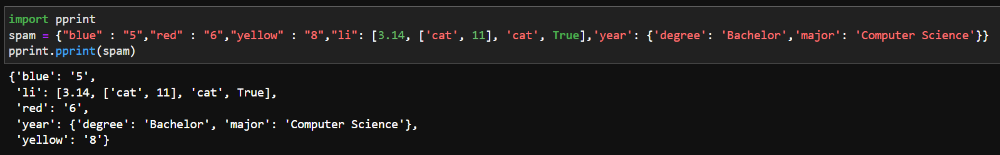 import pprint
spam = {"blue" : "5","red" : "6","yellow" : "8","li": [3.14, ['cat', 11], 'cat', True],'year': {'degree': 'Bachelor','major': 'Computer Science'}}
pprint.pprint(spam)
{'blue': '5',
 'li': [3.14, ['cat', 11], 'cat', True],
 'red': '6',
 'year': {'degree': 'Bachelor', 'major': 'Computer Science'},
 'yellow': '8'}